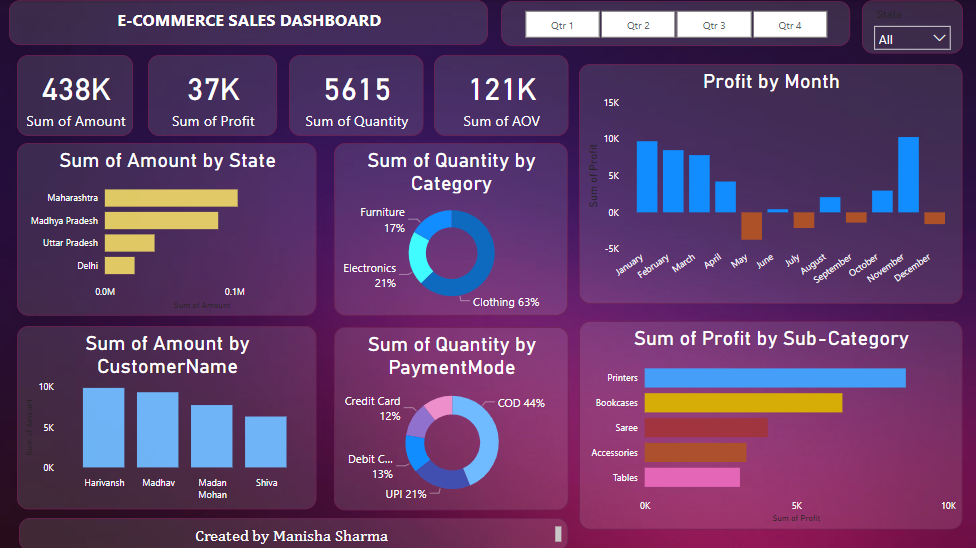 E-COMMERCE SALES DASHBOARD
Qtr 1 Qtr 2 Qtr 3 Qtr 4
State
All
438K
Sum of Amount
37K
Sum of Profit
5615
Sum of Quantity
121K
Sum of AOV
Sum of Amount by State
Maharashtra
Madhya Pradesh
Uttar Pradesh
Delhi
0.0M 0.1M
Sum of Amount
Sum of Quantity by
Category
Furniture
17%
Electronics
21%
Clothing 63%
Profit by Month
Sum of Profit
15K
10K
5K
0K
-5K
January February March April May June July August September October November December
Sum of Amount by
CustomerName
Sum of Amount
10K
5K
0K
Harivansh Madhav Madan Shiva
Mohan
Sum of Quantity by
PaymentMode
Credit Card
12%
COD 44%
Debit C...
13%
UPI 21%
Sum of Profit by Sub-Category
Printers
Bookcases
Saree
Accessories
Tables
0K 5K 10K
Sum of Profit
Created by Manisha Sharma